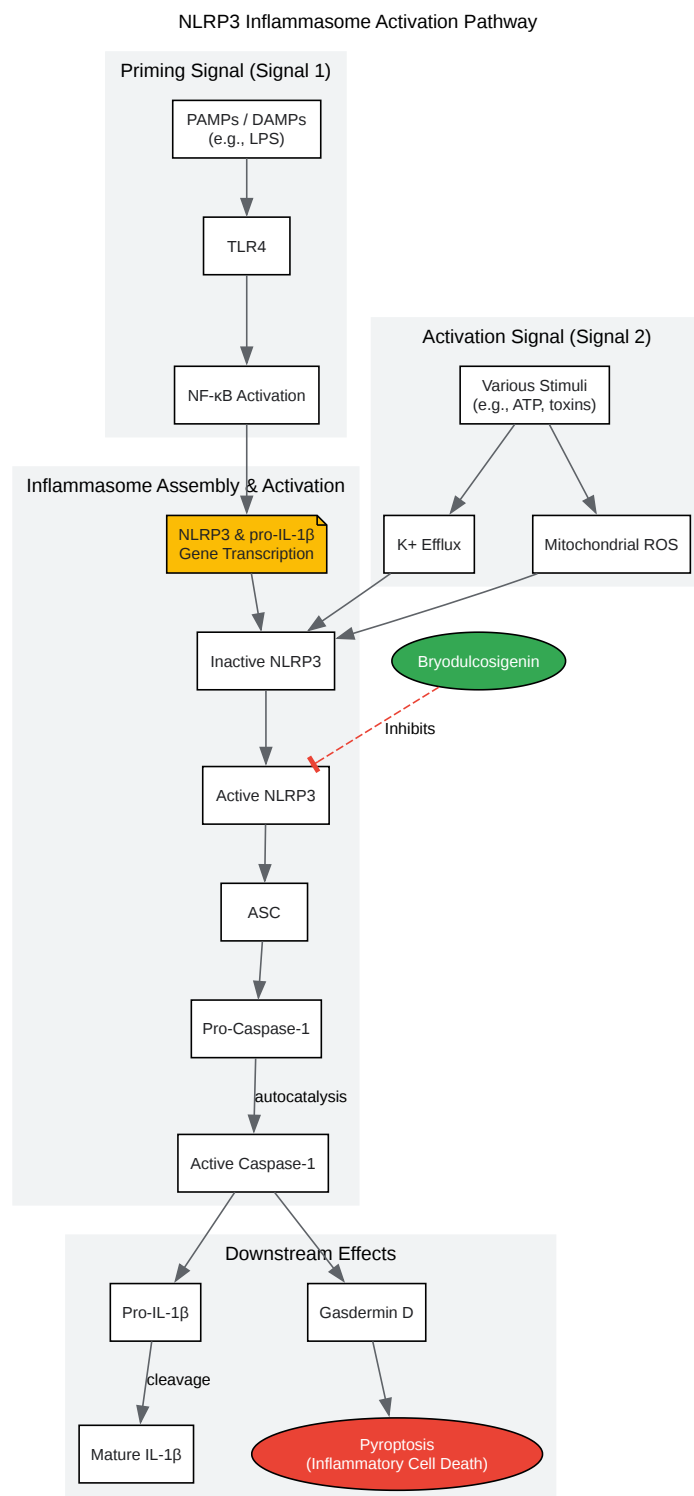 NLRP3 Inflammasome Activation Pathway
Priming Signal (Signal 1)
PAMPs / DAMPs
(e.g., LPS)
TLR4
NF-κB Activation
Activation Signal (Signal 2)
Various Stimuli
(e.g., ATP, toxins)
K+ Efflux
Mitochondrial ROS
Inflammasome Assembly & Activation
NLRP3 & pro-IL-1β
Gene Transcription
Inactive NLRP3
Bryodulcosigenin
Inhibits
Active NLRP3
ASC
Pro-Caspase-1
autocatalysis
Active Caspase-1
Downstream Effects
Pro-IL-1β
Gasdermin D
cleavage
Mature IL-1β
Pyroptosis
(Inflammatory Cell Death)